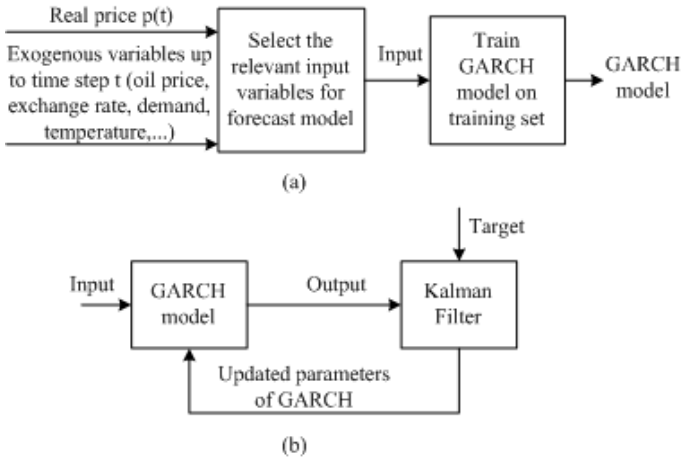 Real price p(t)
Exogenous variables up
to time step t (oil price,
exchange rate, demand,
temperature,...)
Select the
relevant input
variables for
forecast model
Input
Train
GARCH
model on
training set
GARCH
model
(a)
Target
Input
GARCH
model
Output
Kalman
Filter
Updated parameters
of GARCH
(b)